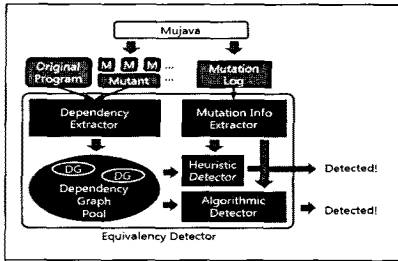 Mujava
Original
Program
M M M ...
Mutant ...
Mutation
Log
Dependency
Extractor
Mutation Info
Extractor
DG
DG
Dependency
Graph
Pool
Heuristic
Detector
Detected!
Algorithmic
Detector
Detected!
Equivalency Detector